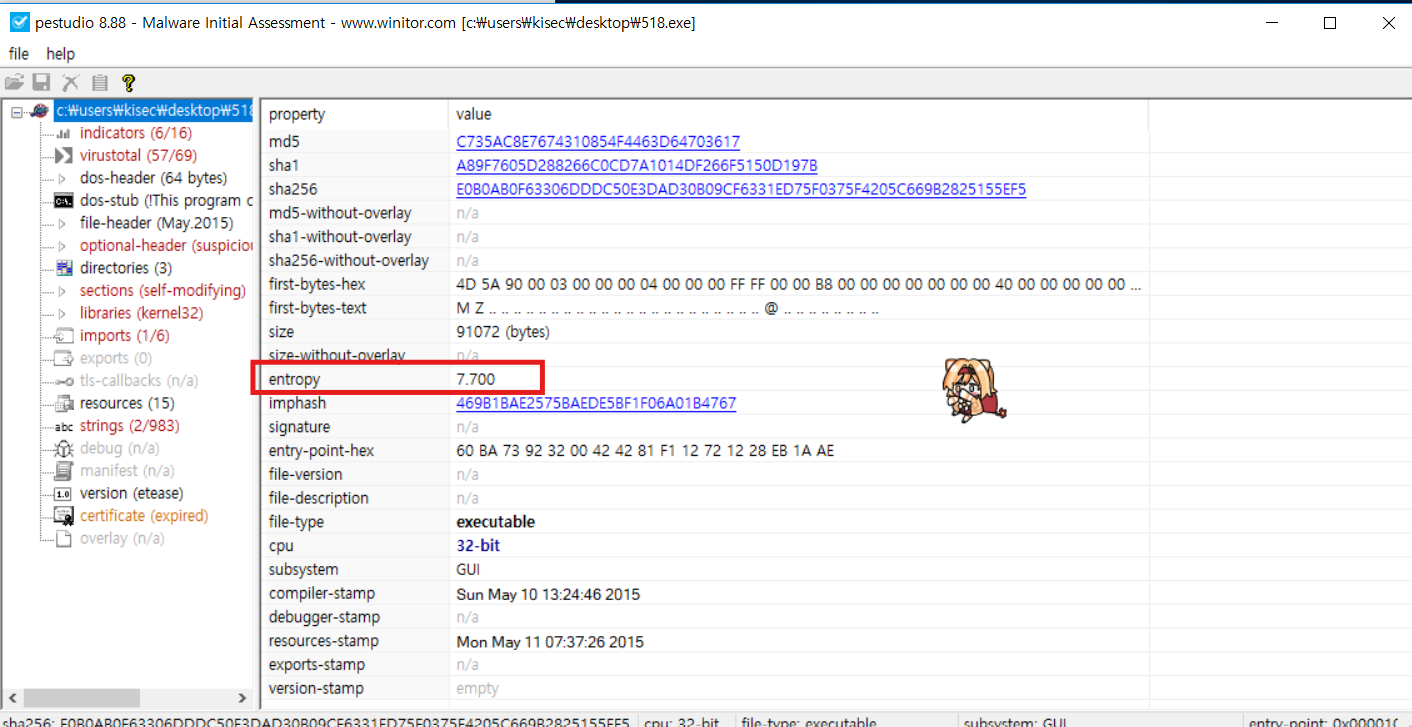 pestudio 8.88 - Malware Initial Assessment - www.winitor.com [c:₩users₩kisec₩desktop₩518.exe]
file help
c:₩users₩kisec₩desktop₩518
indicators (6/16)
virustotal (57/69)
dos-header (64 bytes)
dos-stub (!This program c
file-header (May.2015)
optional-header (suspiciou
directories (3)
sections (self-modifying)
libraries (kernel32)
imports (1/6)
exports (0)
tls-callbacks (n/a)
resources (15)
abc strings (2/983)
debug (n/a)
manifest (n/a)
1.0 version (etease)
certificate (expired)
overlay (n/a)
property value
md5 C735AC8E7674310854F4463D64703617
sha1 A89F7605D288266C0CD7A1014DF266F5150D197B
sha256 E0B0AB0F63306DDDC50E3DAD30B09CF6331ED75F0375F4205C669B2825155EF5
md5-without-overlay n/a
sha1-without-overlay n/a
sha256-without-overlay n/a
first-bytes-hex 4D 5A 90 00 03 00 00 00 04 00 00 00 FF FF 00 00 B8 00 00 00 00 00 00 00 40 00 00 00 00 00 ...
first-bytes-text M Z .. .. .. .. .. .. .. .. .. .. .. .. .. .. .. .. .. .. .. .. .. .. @ .. .. .. .. .. .. .. ..
size 91072 (bytes)
size-without-overlay n/a
entropy 7.700
imphash 469B1BAE2575BAEDE5BF1F06A01B4767
signature n/a
entry-point-hex 60 BA 73 92 32 00 42 42 81 F1 12 72 12 28 EB 1A AE
file-version n/a
file-description n/a
file-type executable
cpu 32-bit
subsystem GUI
compiler-stamp Sun May 10 13:24:46 2015
debugger-stamp n/a
resources-stamp Mon May 11 07:37:26 2015
exports-stamp n/a
version-stamp empty
sha256: E0B0AB0F63306DDDC50E3DAD30B09CF6331ED75F0375F4205C669B2825155EF5 cpu: 32-bit file-type: executable subsystem: GUI entry-point: 0x000010